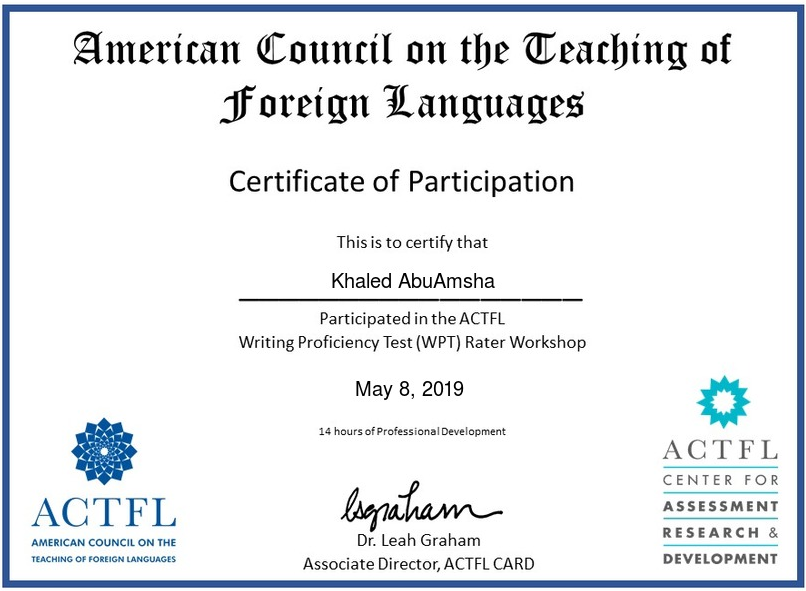 American Council on the Teaching of
Foreign Languages
Certificate of Participation
This is to certify that
Khaled AbuAmsha
Participated in the ACTFL
Writing Proficiency Test (WPT) Rater Workshop
May 8, 2019
14 hours of Professional Development
lsgraham
Dr. Leah Graham
Associate Director, ACTFL CARD
ACTFL
AMERICAN COUNCIL ON THE
TEACHING OF FOREIGN LANGUAGES
ACTFL
CENTER FOR
ASSESSMENT
RESEARCH &
DEVELOPMENT